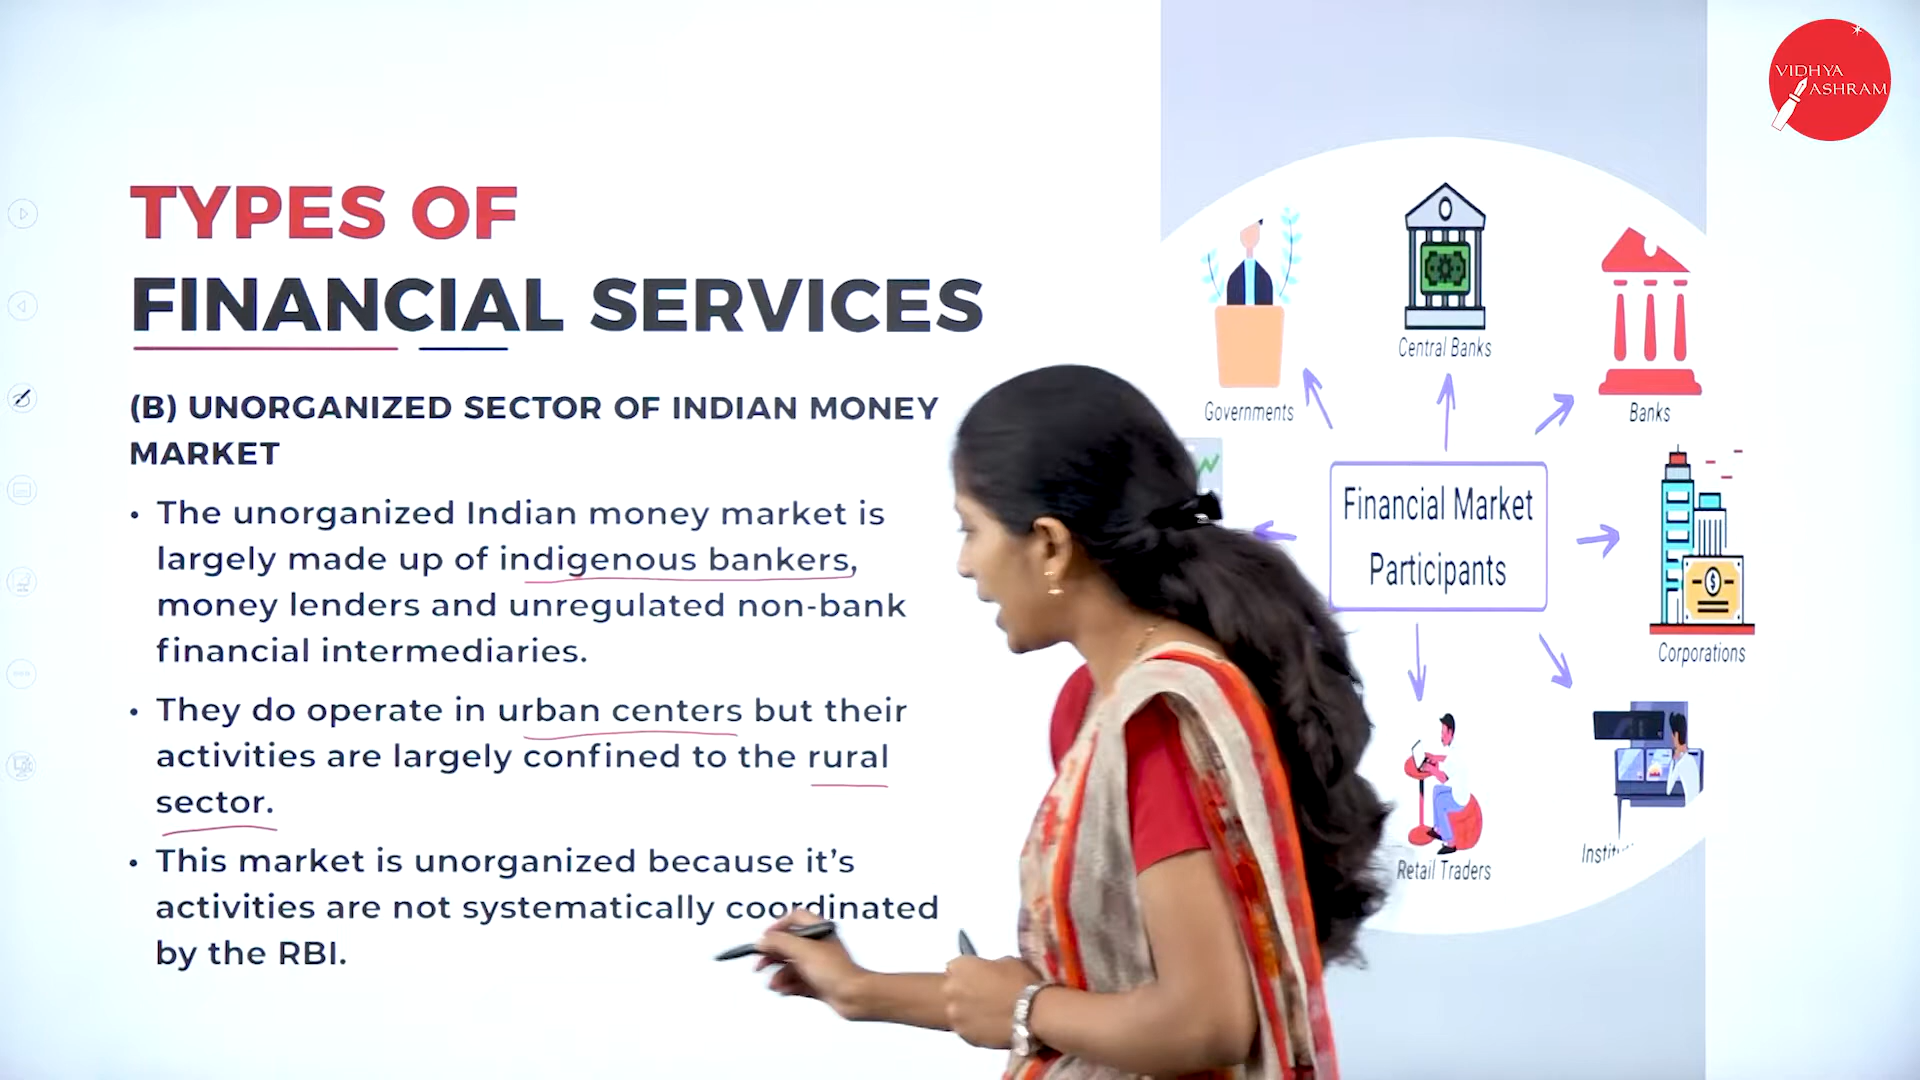 VIDHYA
ASHRAM
TYPES OF
FINANCIAL SERVICES
(B) UNORGANIZED SECTOR OF INDIAN MONEY
MARKET
• The unorganized Indian money market is
largely made up of indigenous bankers,
money lenders and unregulated non-bank
financial intermediaries.
• They do operate in urban centers but their
activities are largely confined to the rural
sector.
• This market is unorganized because it's
activities are not systematically coordinated
by the RBI.
Central Banks
Governments
Banks
Financial Market
Participants
Corporations
Retail Traders